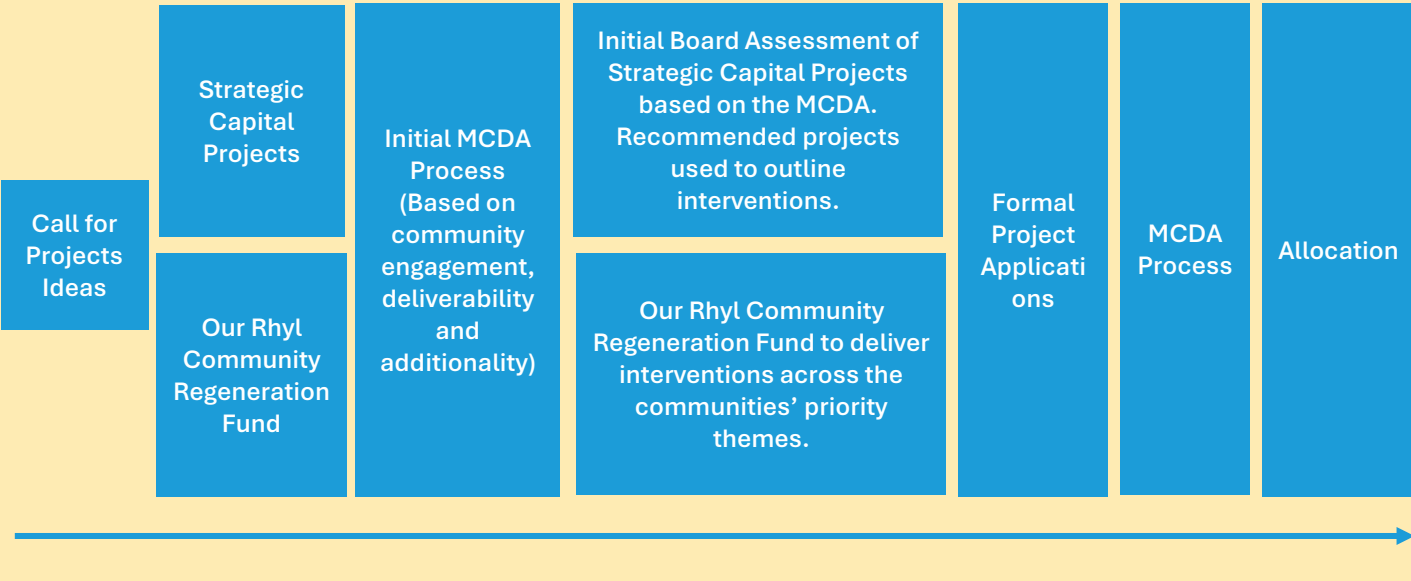 Call for
Projects
Ideas
Strategic
Capital
Projects
Our Rhyl
Community
Regeneration
Fund
Initial MCDA
Process
(Based on
community
engagement,
deliverability
and
additionality)
Initial Board Assessment of
Strategic Capital Projects
based on the MCDA.
Recommended projects
used to outline
interventions.
Our Rhyl Community
Regeneration Fund to deliver
interventions across the
communities’ priority
themes.
Formal
Project
Applicati
ons
MCDA
Process
Allocation